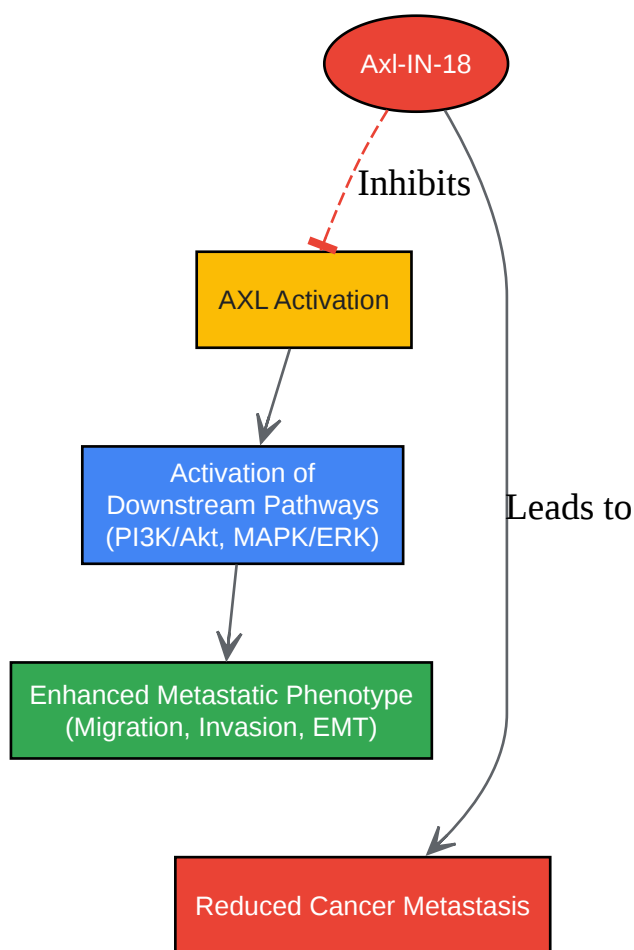 Axl-IN-18
Inhibits
AXL Activation
Activation of
Downstream Pathways
(PI3K/Akt, MAPK/ERK)
Leads to
Enhanced Metastatic Phenotype
(Migration, Invasion, EMT)
Reduced Cancer Metastasis